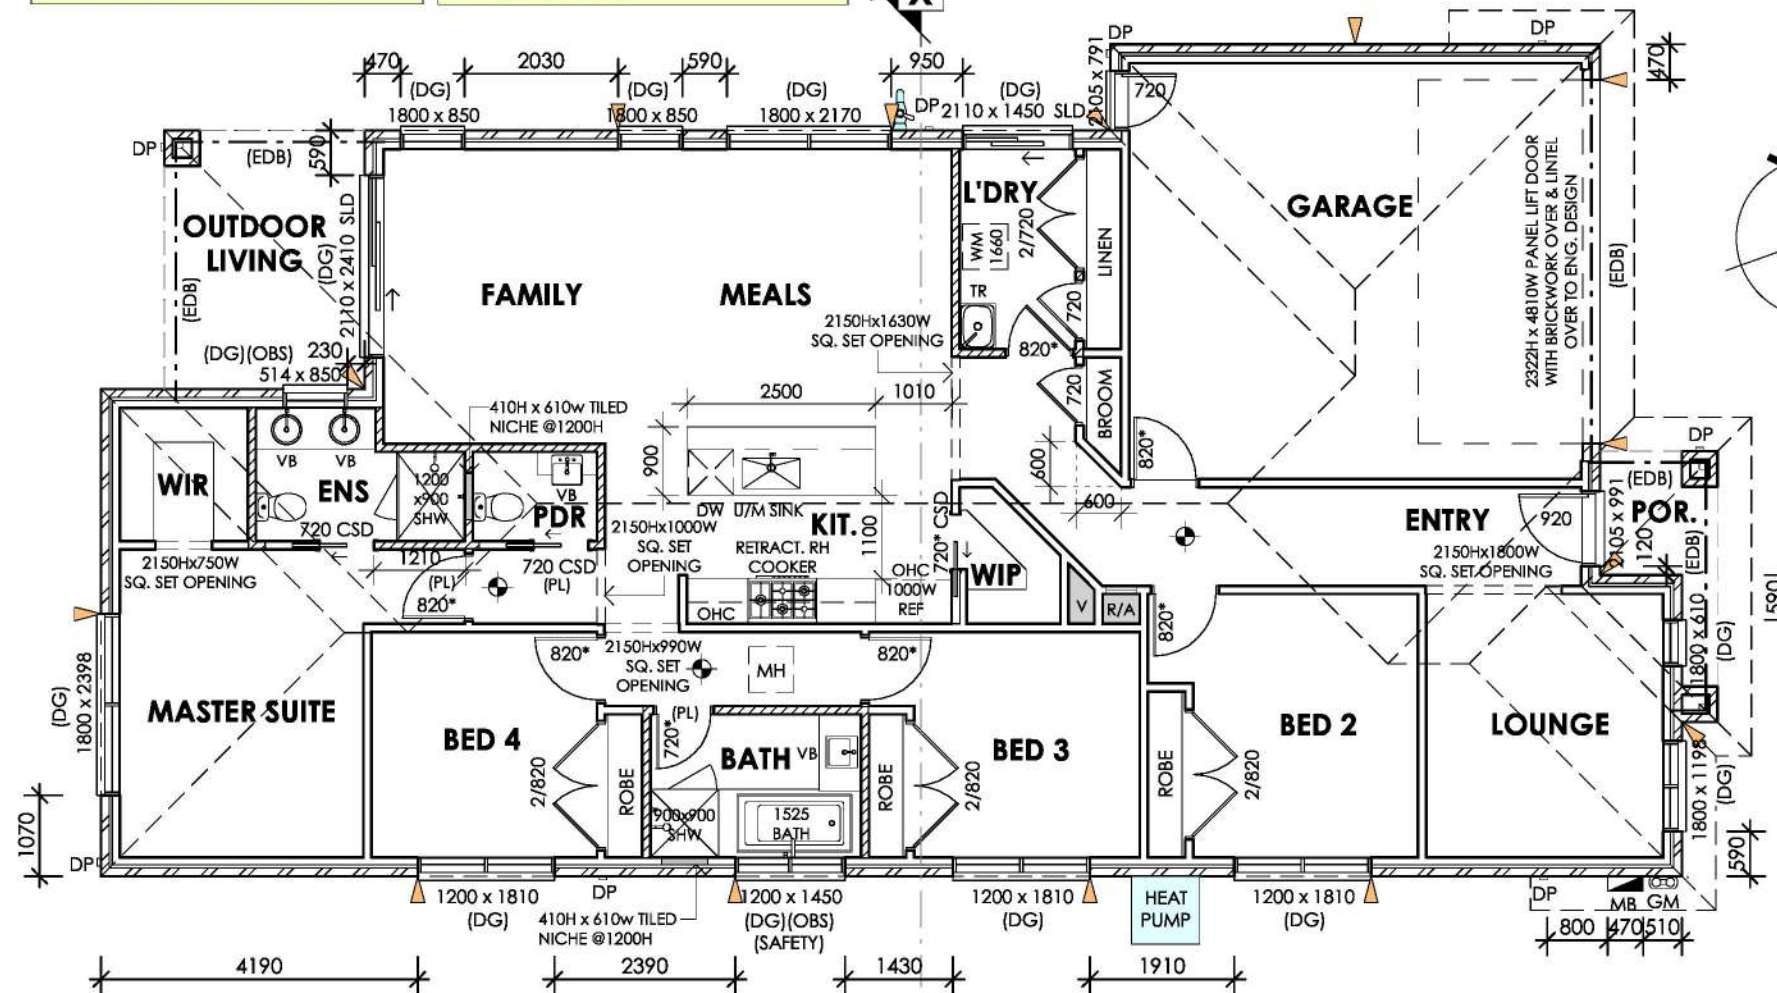 X
470
2030
590
950
DP
DP
(DG)
1800 x 850
(DG)
1800 x 850
(DG)
1800 x 2170
DP
(DG)
2110 x 1450 SLD
2105 x 791
720
470
DP
(EDB)
590
OUTDOOR
LIVING
(EDB)
2110 x 2410 SLD
(DG)
FAMILY
MEALS
L'DRY
2/720
WM
1660
TR
LINEN
720
820*
720
BROOM
GARAGE
2322H x 4810W PANEL LIFT DOOR
WITH BRICKWORK OVER & LINTEL
OVER TO ENG. DESIGN
(EDB)
2150Hx1630W
SQ. SET OPENING
(DG)(OBS)
514 x 850
230
2500
1010
410H x 610w TILED
NICHE @1200H
900
600
600
820*
WIR
VB
VB
ENS
1200
x900
SHW
VB
PDR
720 CSD
1210
720 CSD
(PL)
(PL)
820*
2150Hx750W
SQ. SET OPENING
2150Hx1000W
SQ. SET
OPENING
DW
U/M SINK
KIT.
RETRACT. RH
COOKER
1100
OHC
OHC
1000W
REF
720* CSD
WIP
V
R/A
820*
ENTRY
2150Hx1800W
SQ. SET OPENING
920
2105 x 991
DP
(EDB)
POR.
120
(EDB)
590
1800 x 610
(DG)
(DG)
1800 x 2398
MASTER SUITE
820*
2150Hx990W
SQ. SET
OPENING
MH
820*
BED 4
2/820
ROBE
(PL)
720*
BATH
VB
900x900
SHW
1525
BATH
ROBE
2/820
BED 3
ROBE
2/820
BED 2
LOUNGE
1800 x 1198
(DG)
590
1070
DP
1200 x 1810
(DG)
DP
410H x 610w TILED
NICHE @1200H
1200 x 1450
(DG)(OBS)
(SAFETY)
1200 x 1810
(DG)
HEAT
PUMP
1200 x 1810
(DG)
DP
MB
GM
800
470
510
4190
2390
1430
1910